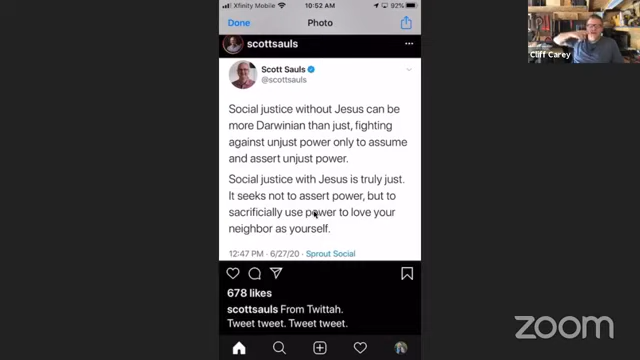 Xfinity Mobile
10:52 AM
92%
Done
Photo
scottsauls
Scott Sauls
@scottsauls
Social justice without Jesus can be
more Darwinian than just, fighting
against unjust power only to assume
and assert unjust power.
Social justice with Jesus is truly just.
It seeks not to assert power, but to
sacrificially use power to love your
neighbor as yourself.
12:47 PM · 6/27/20 · Sprout Social
678 likes
scottsauls From Twittah.
Tweet tweet. Tweet tweet.
Cliff Carey
zoom